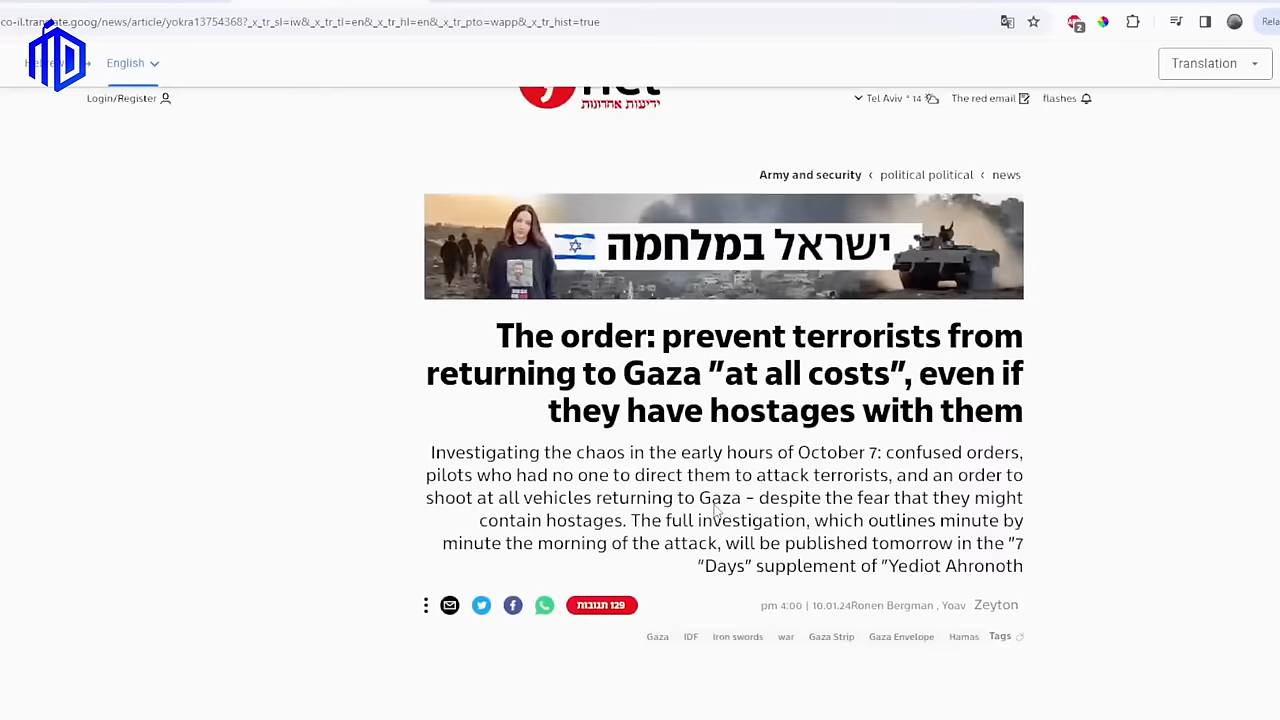 co-il.translate.goog/news/article/yokra13754368?_x_tr_sl=iw&_x_tr_tl=en&_x_tr_hl=en&_x_tr_pto=wapp&_x_tr_hist=true
2
Rela
English
Translation
Login/Register
ynet
ידיעות אחרונות
Tel Aviv ° 14
The red email
flashes
Army and security ‹ political political ‹ news
ישראל במלחמה
The order: prevent terrorists from
returning to Gaza "at all costs", even if
they have hostages with them
Investigating the chaos in the early hours of October 7: confused orders,
pilots who had no one to direct them to attack terrorists, and an order to
shoot at all vehicles returning to Gaza - despite the fear that they might
contain hostages. The full investigation, which outlines minute by
minute the morning of the attack, will be published tomorrow in the "7
"Days" supplement of "Yediot Ahronoth
129 תגובות
pm 4:00 | 10.01.24Ronen Bergman , Yoav Zeyton
Gaza IDF Iron swords war Gaza Strip Gaza Envelope Hamas Tags